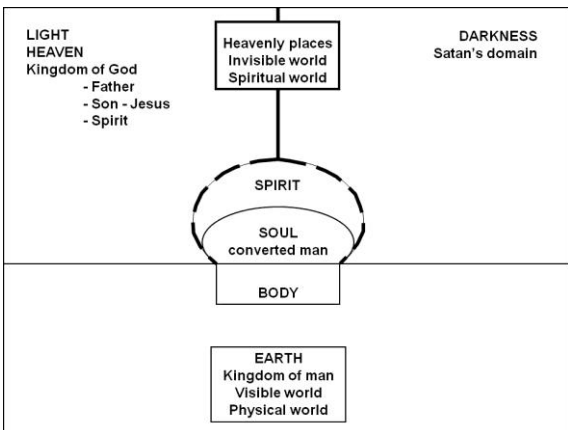 LIGHT
HEAVEN
Kingdom of God
- Father
- Son - Jesus
- Spirit
Heavenly places
Invisible world
Spiritual world
DARKNESS
Satan's domain
SPIRIT
SOUL
converted man
BODY
EARTH
Kingdom of man
Visible world
Physical world